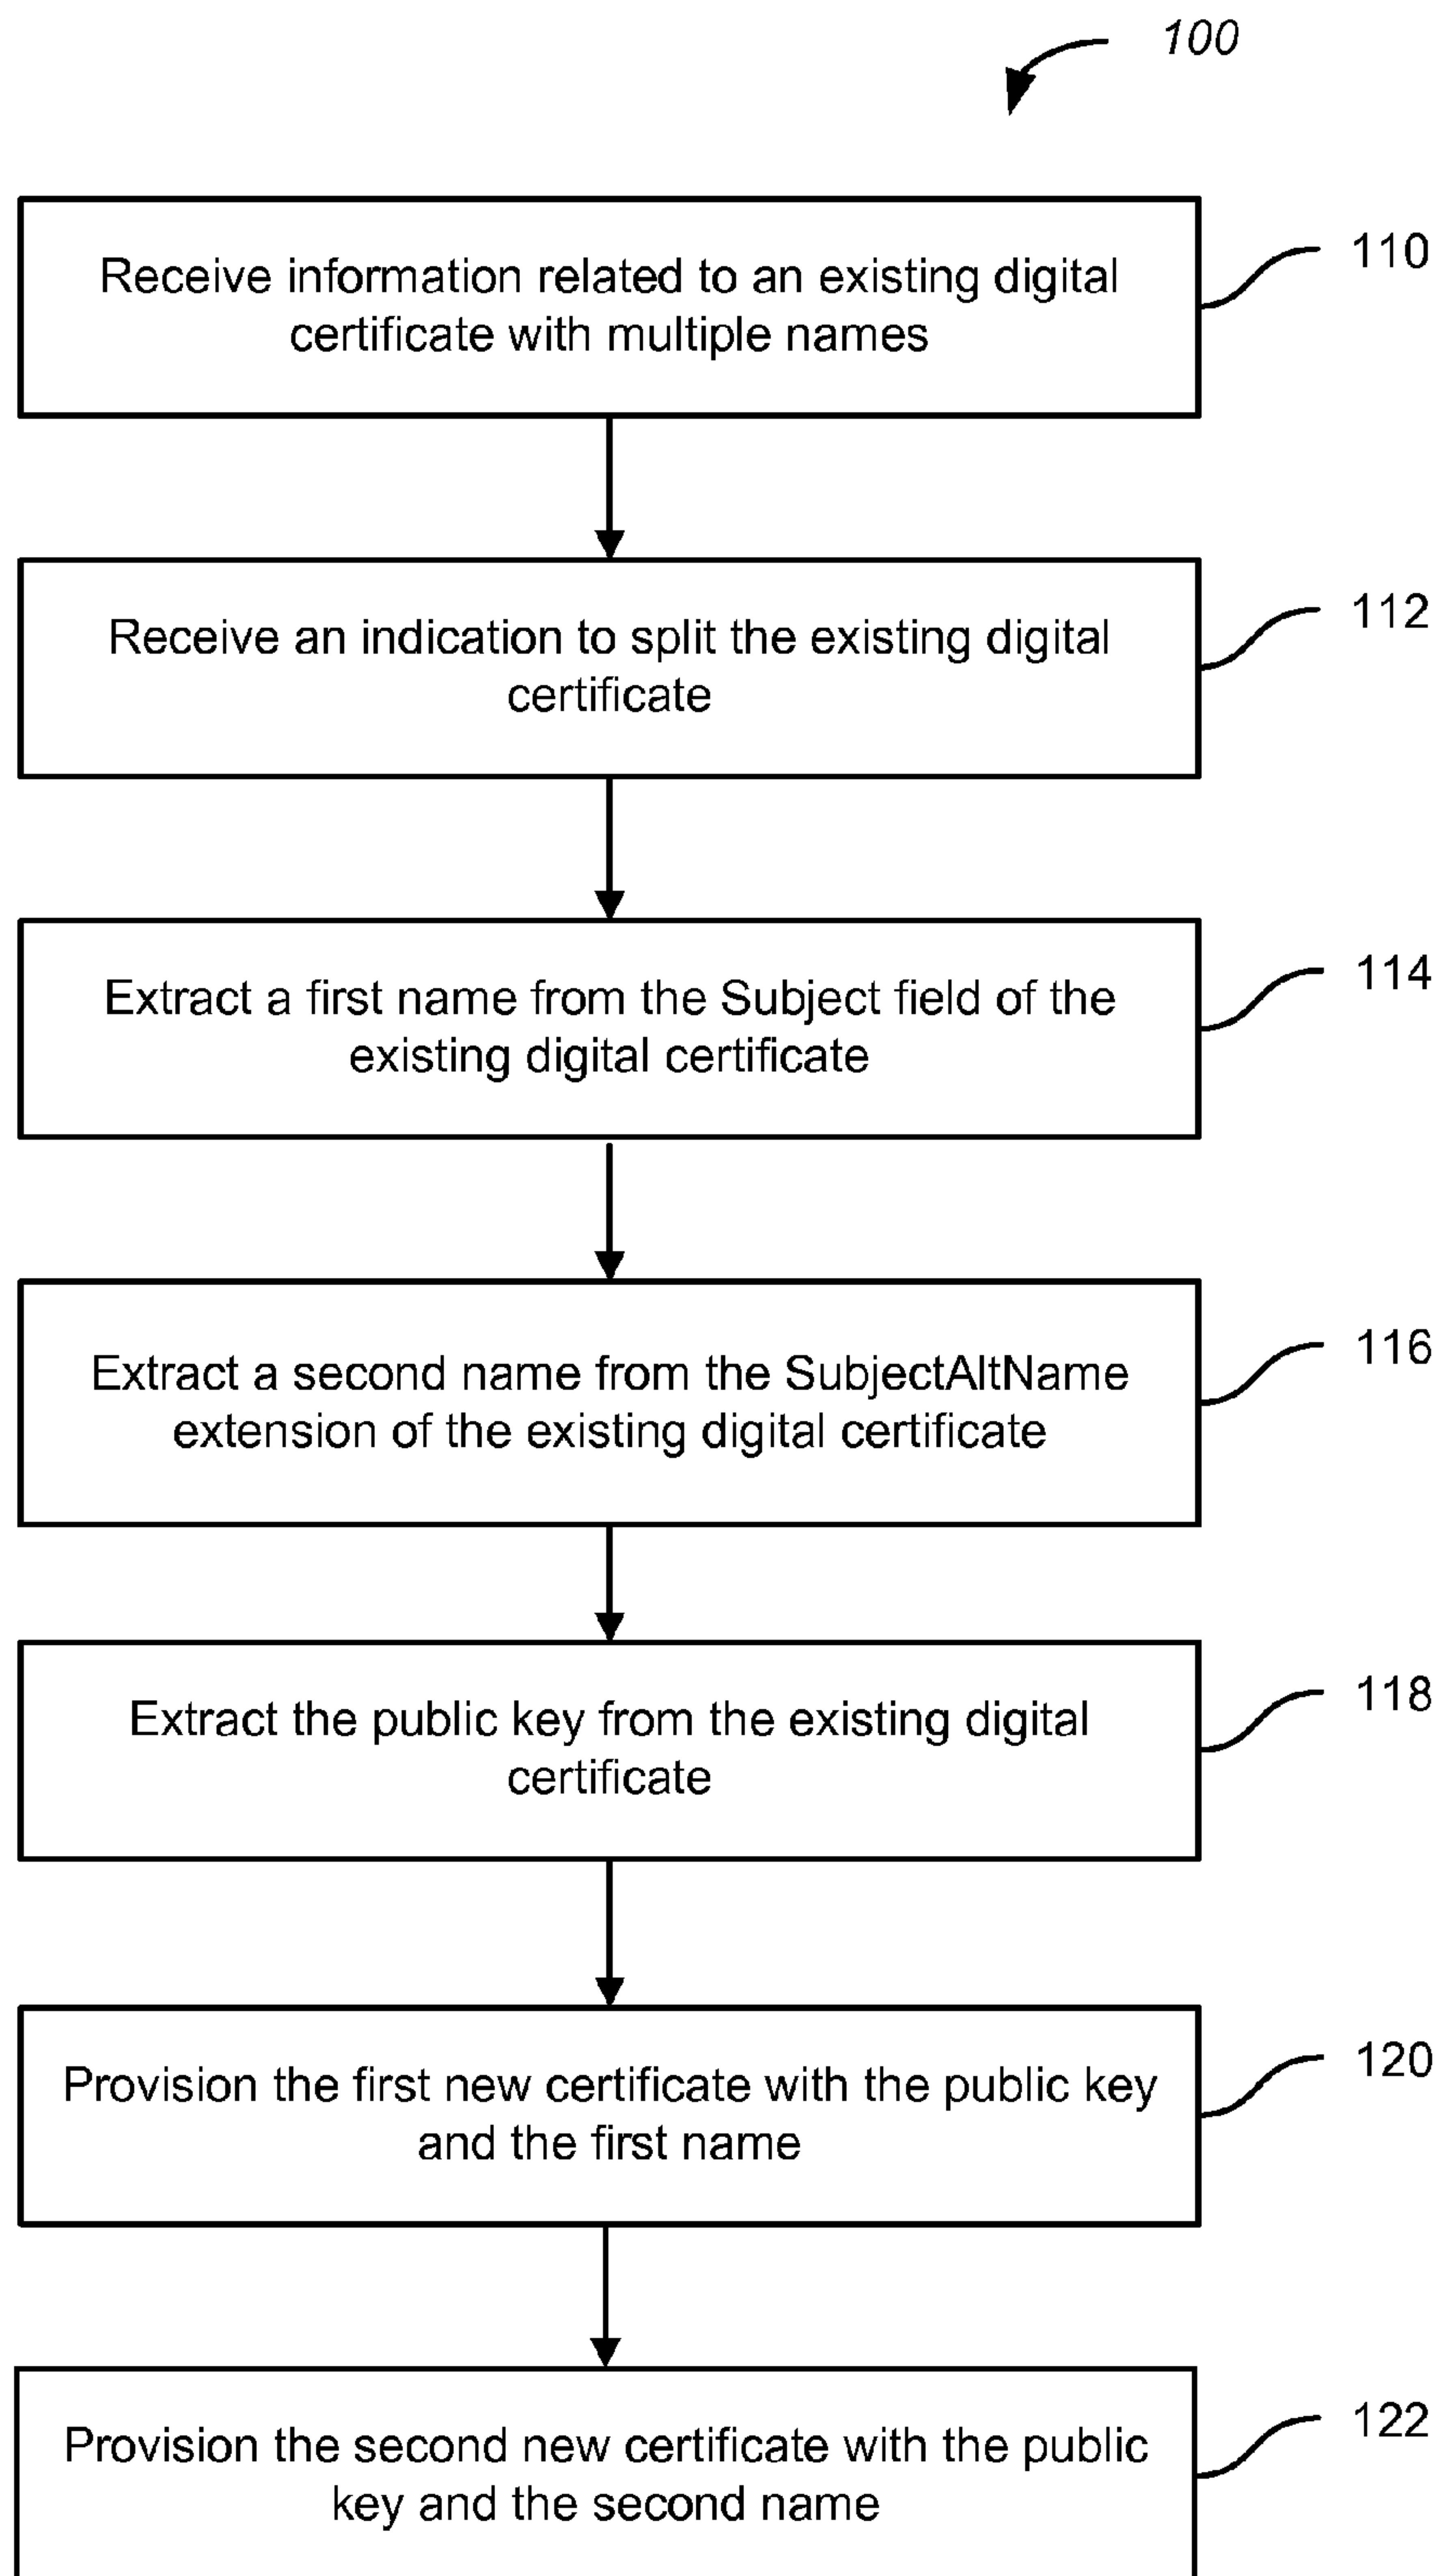 100
Receive information related to an existing digital
certificate with multiple names
110
Receive an indication to split the existing digital
certificate
112
Extract a first name from the Subject field of the
existing digital certificate
114
Extract a second name from the SubjectAltName
extension of the existing digital certificate
116
Extract the public key from the existing digital
certificate
118
Provision the first new certificate with the public key
and the first name
120
Provision the second new certificate with the public
key and the second name
122